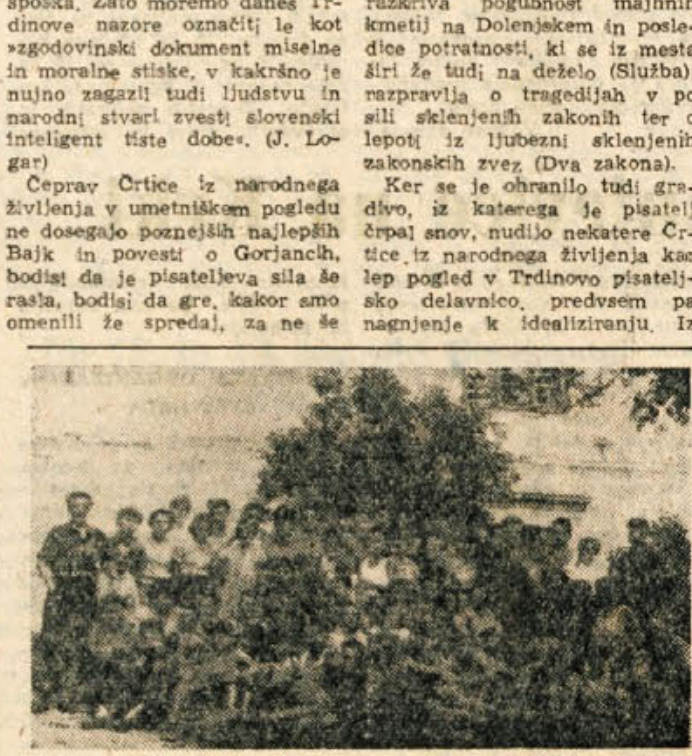 sposka. Zato moremo danes Tr-
dinove nazore označiti le kot
»zgodovinski dokument miselne
in moralne stiske, v kakršno je
nujno zagazil tudi ljudstvu in
narodni stvari zvesti slovenski
inteligent tiste dobe«. (J. Lo-
gar)
Čeprav Črtice iz narodnega
življenja v umetniškem pogledu
ne dosegajo poznejših najlepših
Bajk in povesti o Gorjancih,
bodisi da je pisateljeva sila še
rasla, bodisi da gre, kakor smo
omenili že spredaj, za ne še
razkriva pogubnost majhnih
kmetij na Dolenjskem in posle-
dice potratnosti, ki se iz mesta
širi že tudi na deželo (Služba),
razpravlja o tragedijah v po
sili sklenjenih zakonih ter o
lepoti iz ljubezni sklenjenih
zakonskih zvez (Dva zakona).
Ker se je ohranilo tudi gra-
divo, iz katerega je pisatelj
črpal snov, nudijo nekatere Čr-
tice iz narodnega življenja kaj
lep pogled v Trdinovo pisatelj-
sko delavnico, predvsem pa
nagnjenje k idealiziranju. Iz